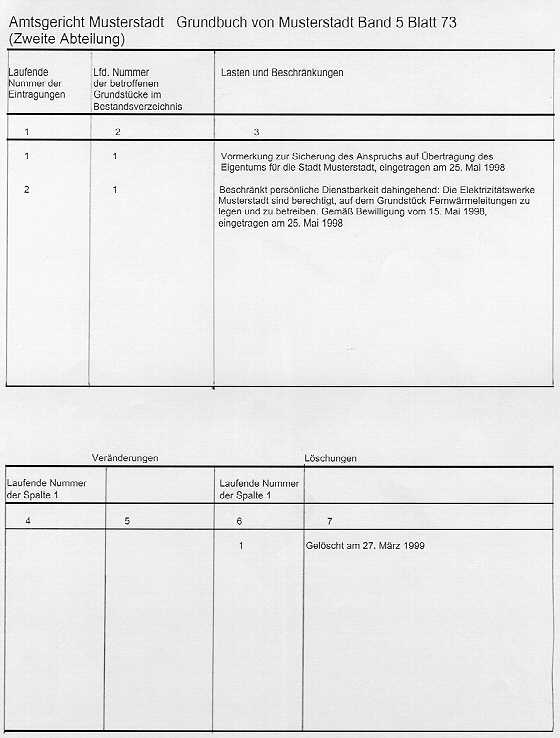 Amtsgericht Musterstadt Grundbuch von Musterstadt Band 5 Blatt 73
(Zweite Abteilung)
Laufende
Nummer der
Eintragungen
Lfd. Nummer
der betroffenen
Grundstücke im
Bestandsverzeichnis
Lasten und Beschränkungen
1 2 3
1 1 Vormerkung zur Sicherung des Anspruchs auf Übertragung des
Eigentums für die Stadt Musterstadt, eingetragen am 25. Mai 1998
2 1 Beschränkt persönliche Dienstbarkeit dahingehend: Die Elektrizitätswerke
Musterstadt sind berechtigt, auf dem Grundstück Fernwärmeleitungen zu
legen und zu betreiben. Gemäß Bewilligung vom 15. Mai 1998,
eingetragen am 25. Mai 1998
Veränderungen Löschungen
Laufende Nummer
der Spalte 1
Laufende Nummer
der Spalte 1
4 5 6 7
1 Gelöscht am 27. März 1999